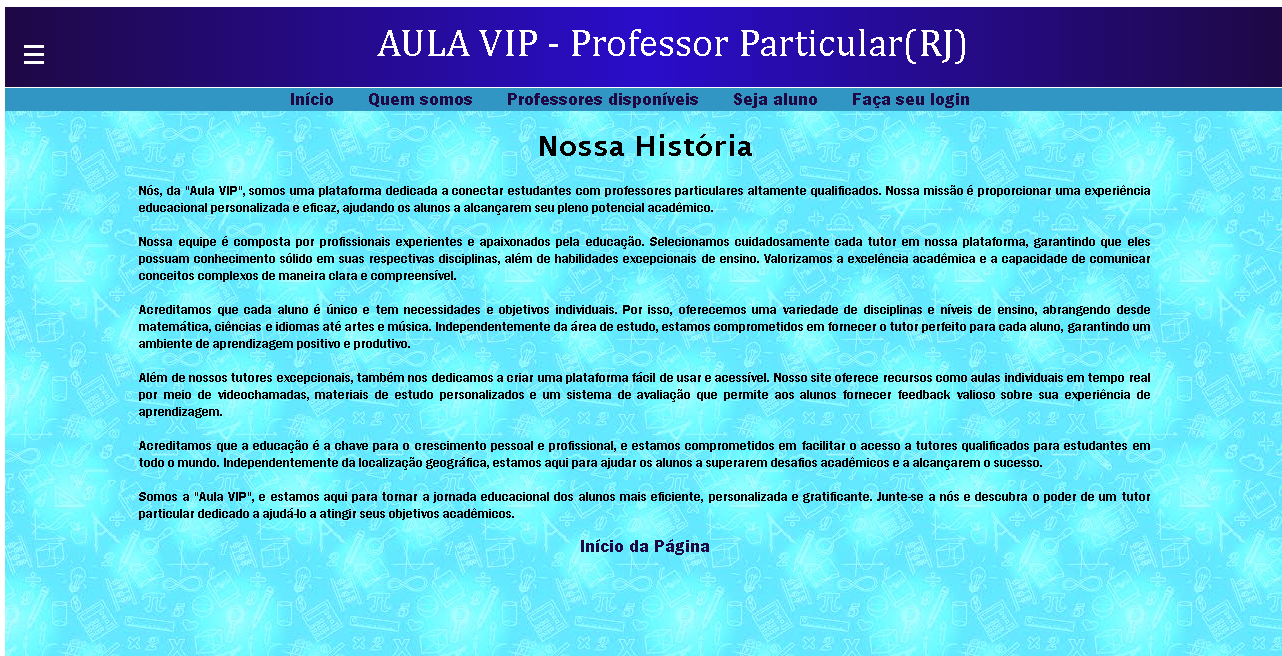 AULA VIP - Professor Particular(RJ)
Início Quem somos Professores disponíveis Seja aluno Faça seu login
Nossa História
Nós, da "Aula VIP", somos uma plataforma dedicada a conectar estudantes com professores particulares altamente qualificados. Nossa missão é proporcionar uma experiência
educacional personalizada e eficaz, ajudando os alunos a alcançarem seu pleno potencial acadêmico.
Nossa equipe é composta por profissionais experientes e apaixonados pela educação. Selecionamos cuidadosamente cada tutor em nossa plataforma, garantindo que eles
possuam conhecimento sólido em suas respectivas disciplinas, além de habilidades excepcionais de ensino. Valorizamos a excelência acadêmica e a capacidade de comunicar
conceitos complexos de maneira clara e compreensível.
Acreditamos que cada aluno é único e tem necessidades e objetivos individuais. Por isso, oferecemos uma variedade de disciplinas e níveis de ensino, abrangendo desde
matemática, ciências e idiomas até artes e música. Independentemente da área de estudo, estamos comprometidos em fornecer o tutor perfeito para cada aluno, garantindo um
ambiente de aprendizagem positivo e produtivo.
Além de nossos tutores excepcionais, também nos dedicamos a criar uma plataforma fácil de usar e acessível. Nosso site oferece recursos como aulas individuais em tempo real
por meio de videochamadas, materiais de estudo personalizados e um sistema de avaliação que permite aos alunos fornecer feedback valioso sobre sua experiência de
aprendizagem.
Acreditamos que a educação é a chave para o crescimento pessoal e profissional, e estamos comprometidos em facilitar o acesso a tutores qualificados para estudantes em
todo o mundo. Independentemente da localização geográfica, estamos aqui para ajudar os alunos a superarem desafios acadêmicos e a alcançarem o sucesso.
Somos a "Aula VIP", e estamos aqui para tornar a jornada educacional dos alunos mais eficiente, personalizada e gratificante. Junte-se a nós e descubra o poder de um tutor
particular dedicado a ajudá-lo a atingir seus objetivos acadêmicos.
Início da Página